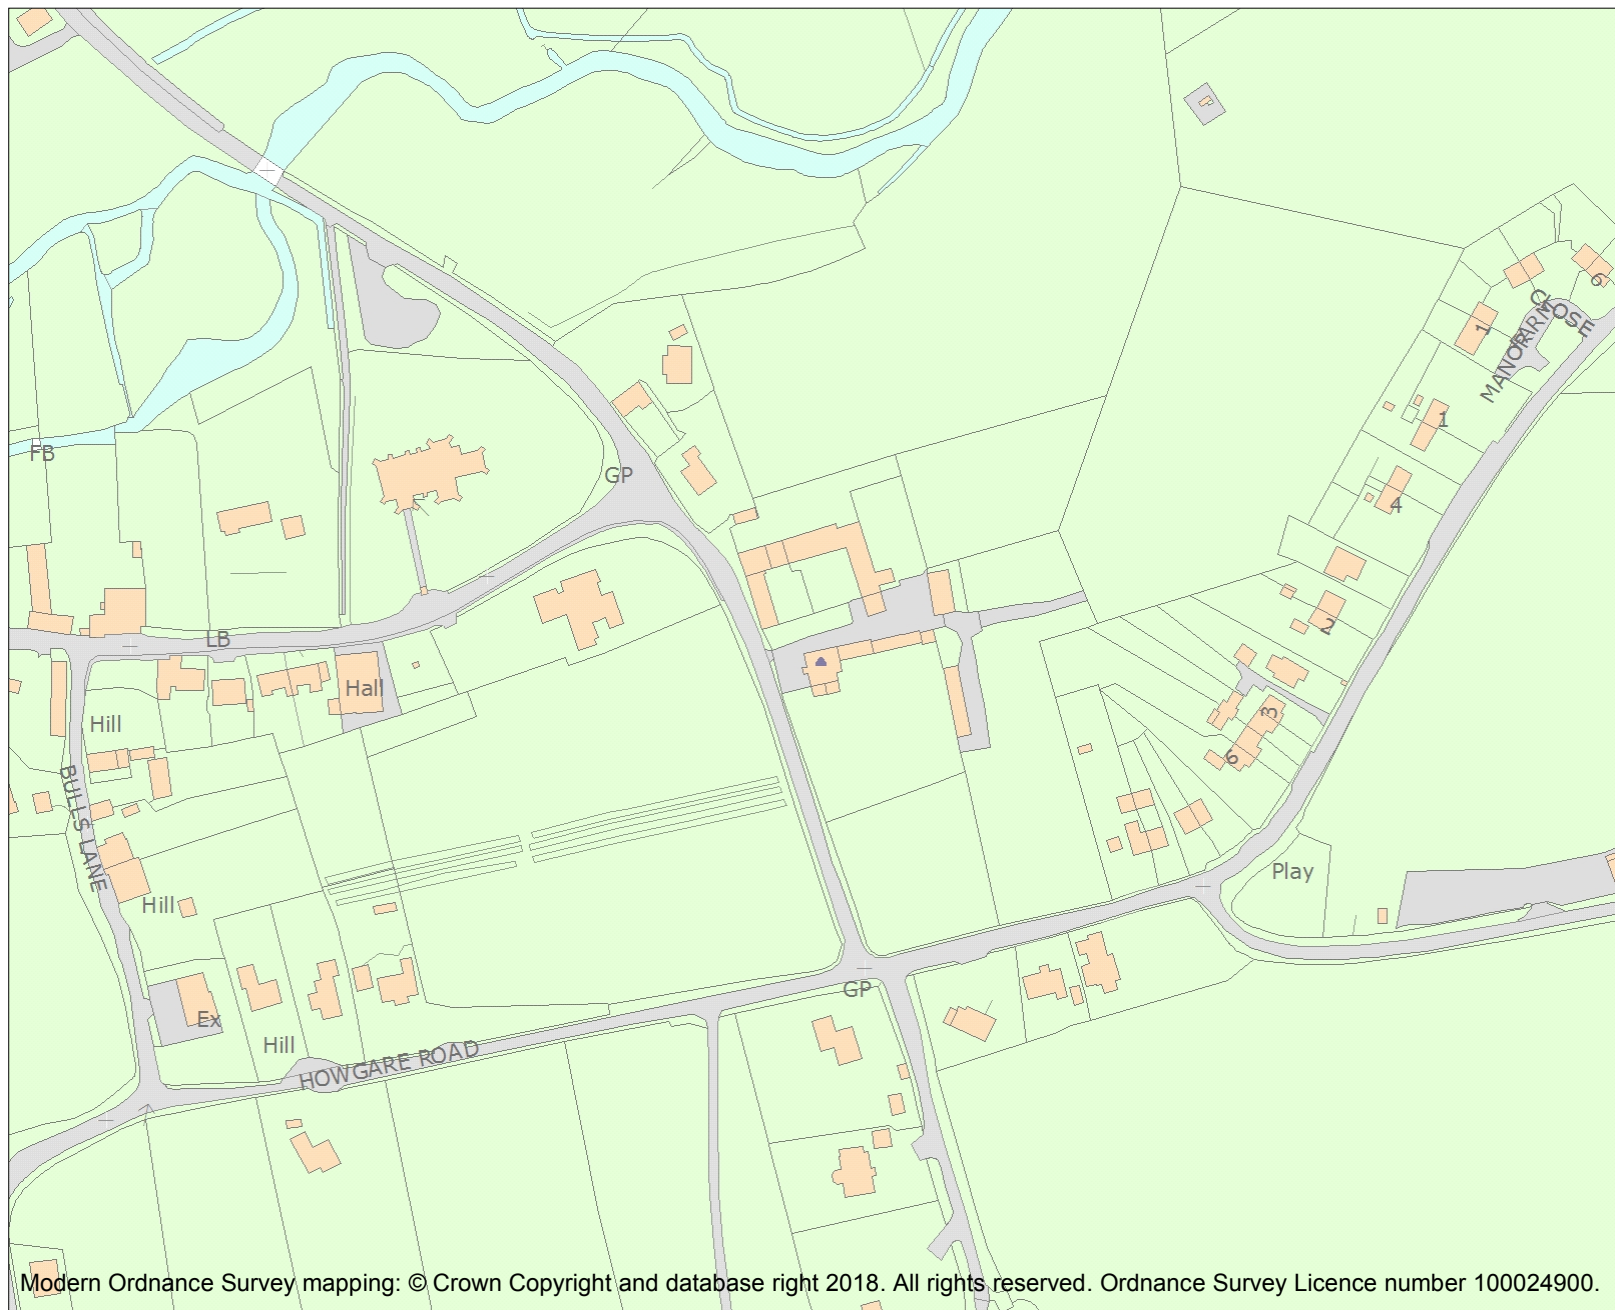 6
CLOSE
MANOR FARM
1
1
FB
GP
4
2
LB
Hall
3
Hill
6
BULLS LANE
Play
Hill
GP
Ex
Hill
HOWGARE ROAD
Modern Ordnance Survey mapping: © Crown Copyright and database right 2018. All rights reserved. Ordnance Survey Licence number 100024900.